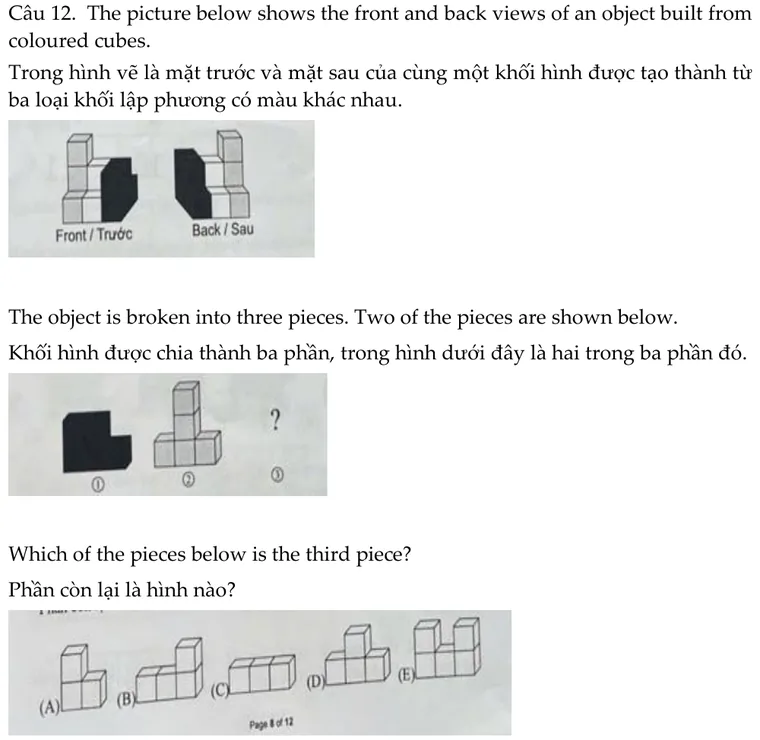 Câu 12. The picture below shows the front and back views of an object built from
coloured cubes.
Trong hình vẽ là mặt trước và mặt sau của cùng một khối hình được tạo thành từ
ba loại khối lập phương có màu khác nhau.
Front / Trước
Back / Sau
The object is broken into three pieces. Two of the pieces are shown below.
Khối hình được chia thành ba phần, trong hình dưới đây là hai trong ba phần đó.
?
① ② ③
Which of the pieces below is the third piece?
Phần còn lại là hình nào?
(A) (B) (C) (D) (E)
Page 8 of 12